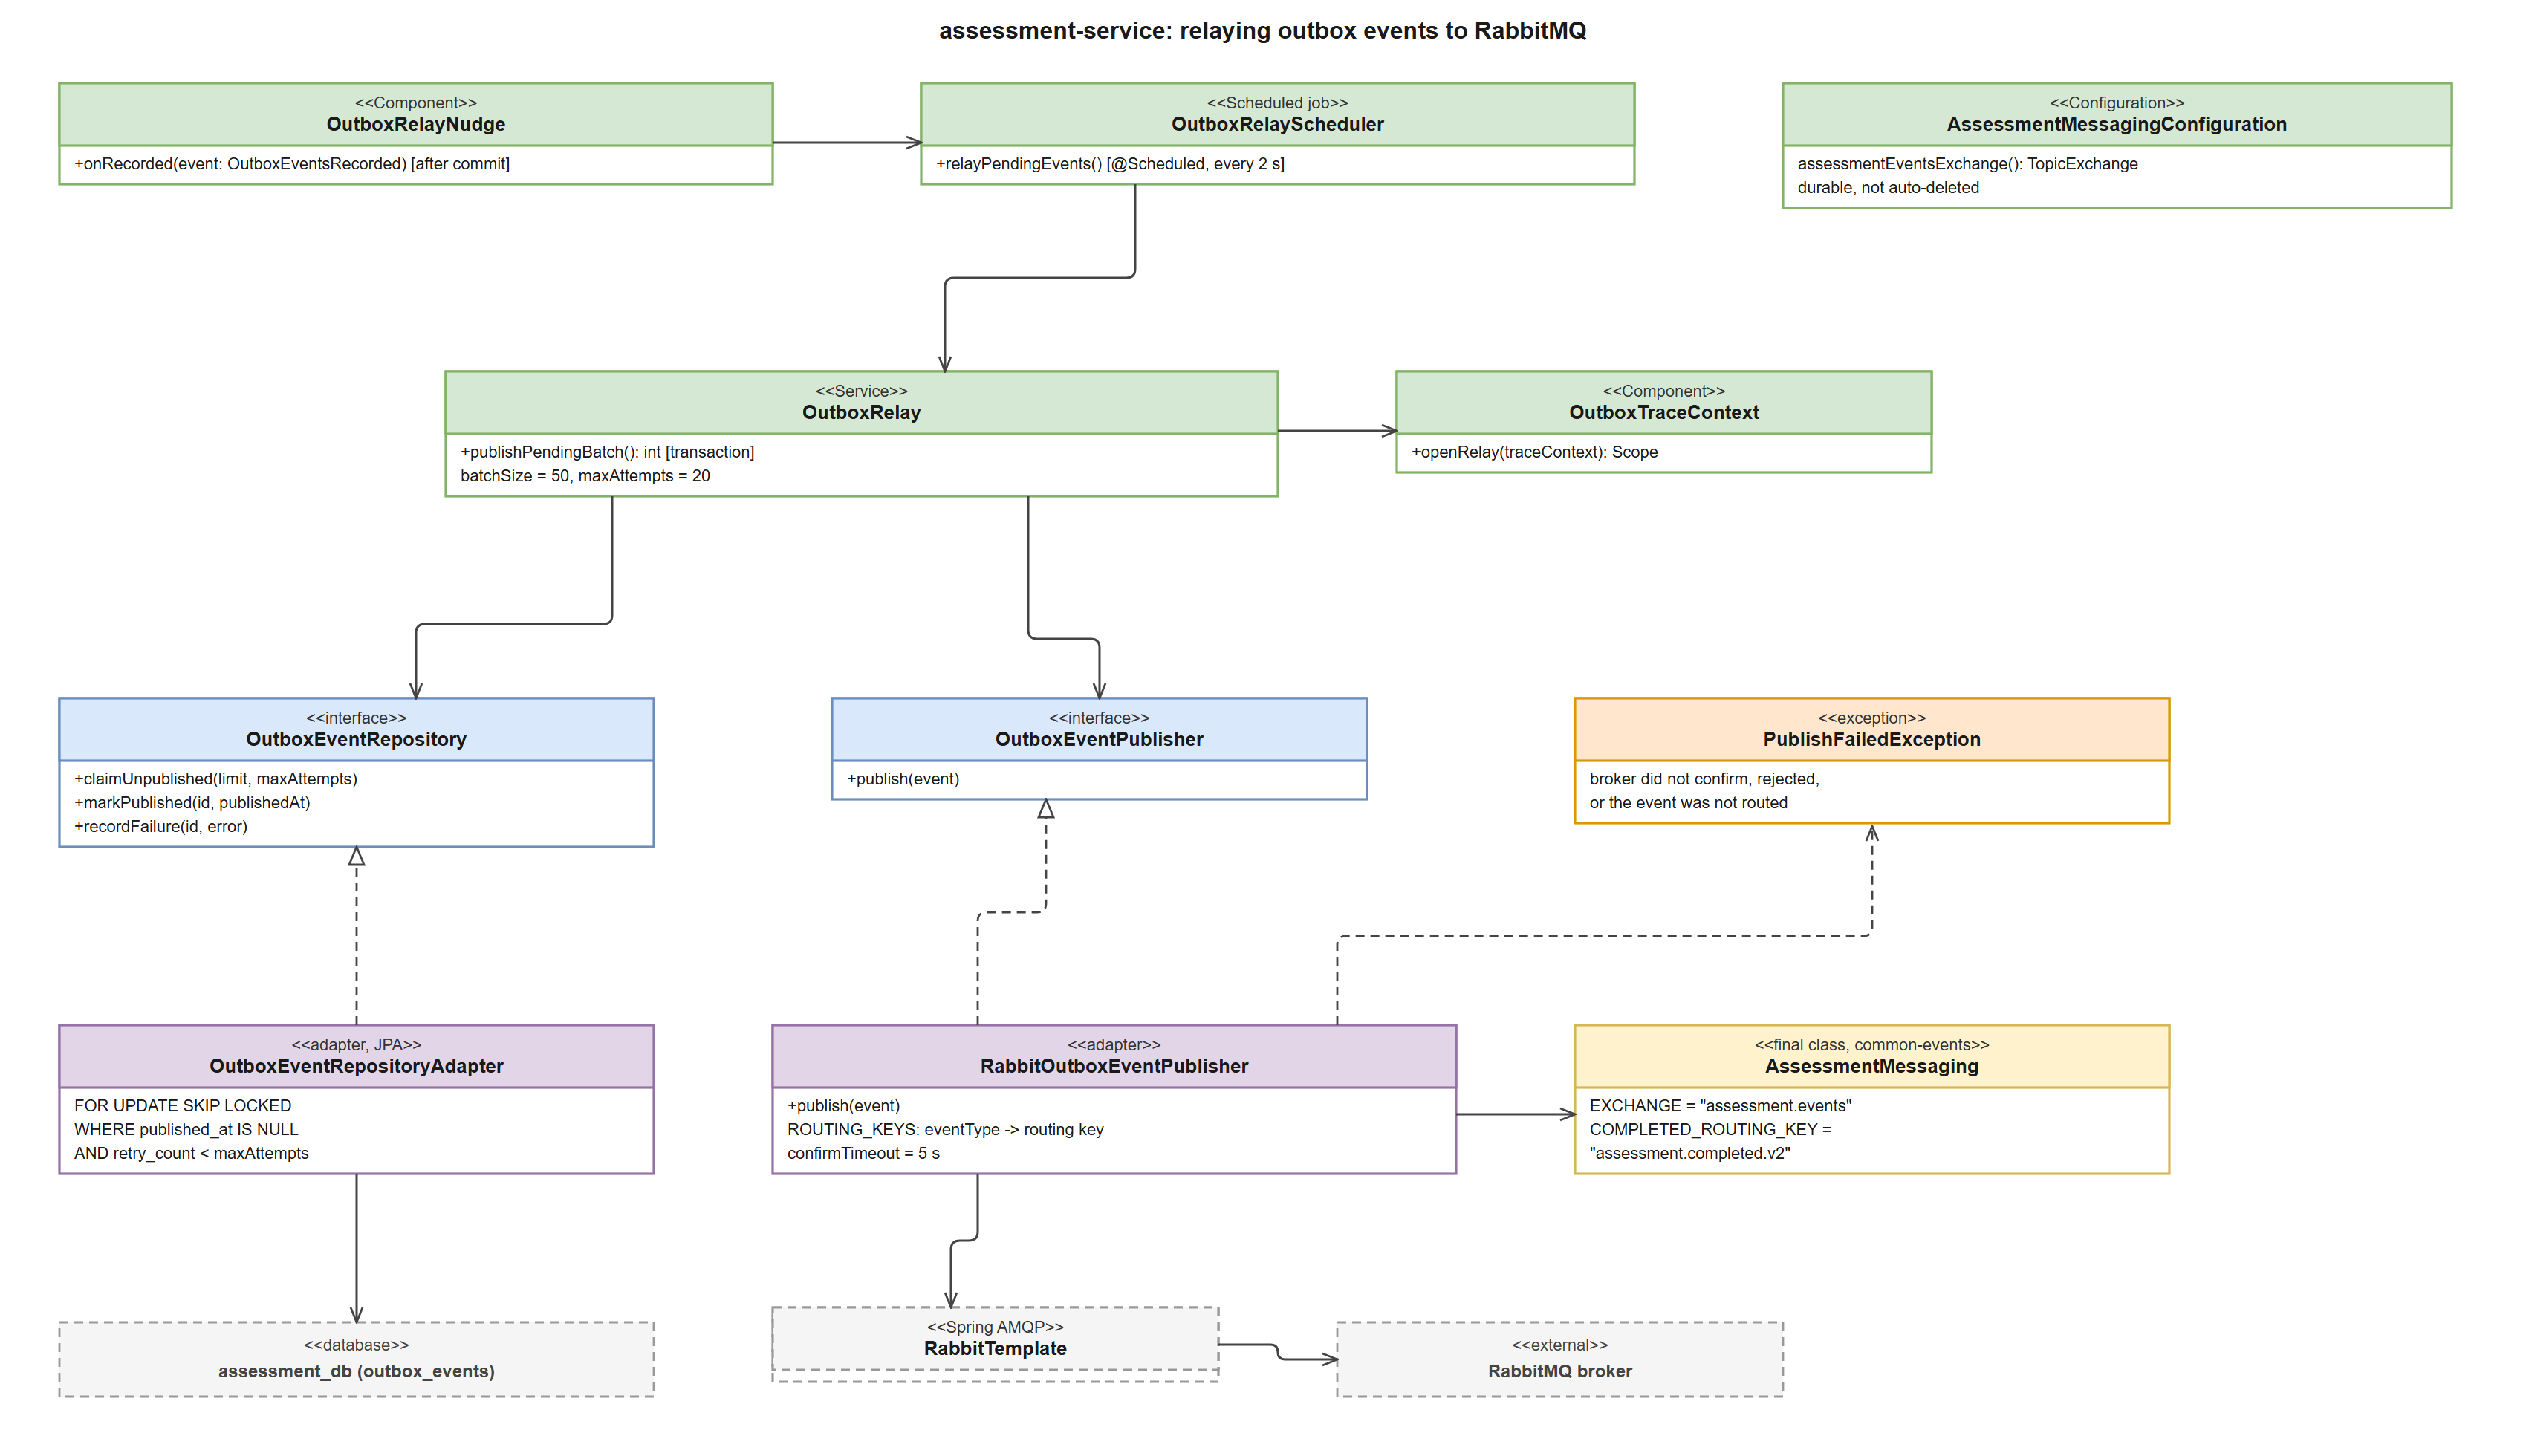 assessment-service: relaying outbox events to RabbitMQ
<<Component>>
OutboxRelayNudge
+onRecorded(event: OutboxEventsRecorded) [after commit]
<<Scheduled job>>
OutboxRelayScheduler
+relayPendingEvents() [@Scheduled, every 2 s]
<<Configuration>>
AssessmentMessagingConfiguration
assessmentEventsExchange(): TopicExchange
durable, not auto-deleted
<<Service>>
OutboxRelay
+publishPendingBatch(): int [transaction]
batchSize = 50, maxAttempts = 20
<<Component>>
OutboxTraceContext
+openRelay(traceContext): Scope
<<interface>>
OutboxEventRepository
+claimUnpublished(limit, maxAttempts)
+markPublished(id, publishedAt)
+recordFailure(id, error)
<<interface>>
OutboxEventPublisher
+publish(event)
<<exception>>
PublishFailedException
broker did not confirm, rejected,
or the event was not routed
<<adapter, JPA>>
OutboxEventRepositoryAdapter
FOR UPDATE SKIP LOCKED
WHERE published_at IS NULL
AND retry_count < maxAttempts
<<adapter>>
RabbitOutboxEventPublisher
+publish(event)
ROUTING_KEYS: eventType -> routing key
confirmTimeout = 5 s
<<final class, common-events>>
AssessmentMessaging
EXCHANGE = "assessment.events"
COMPLETED_ROUTING_KEY =
"assessment.completed.v2"
<<database>>
assessment_db (outbox_events)
<<Spring AMQP>>
RabbitTemplate
<<external>>
RabbitMQ broker